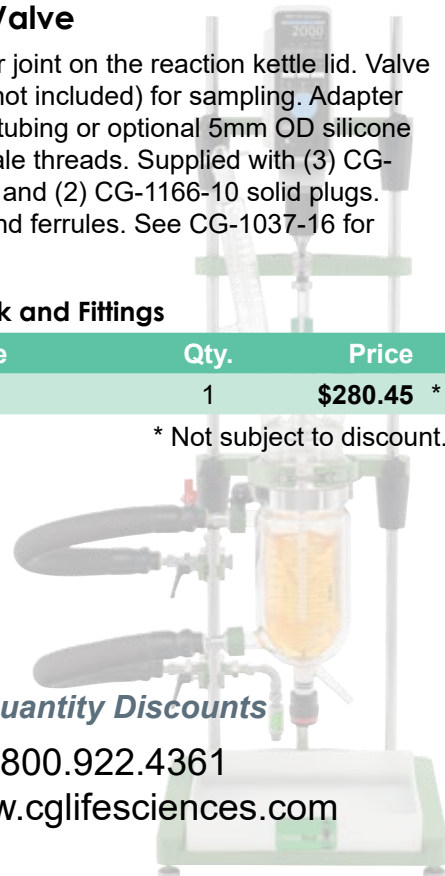 Valve
r joint on the reaction kettle lid. Valve
not included) for sampling. Adapter
tubing or optional 5mm OD silicone
ale threads. Supplied with (3) CG-
and (2) CG-1166-10 solid plugs.
nd ferrules. See CG-1037-16 for
k and Fittings
e Qty. Price
1 $280.45 *
* Not subject to discount.
uantity Discounts
800.922.4361
w.cglifesciences.com